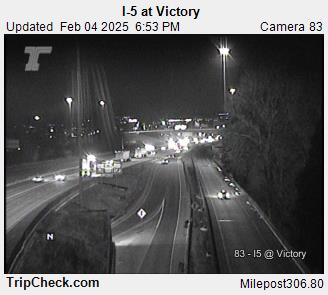 I-5 at Victory
Updated Feb 04 2025 6:53 PM Camera 83
T
N
83 - I5 @ Victory
TripCheck.com Milepost306.80